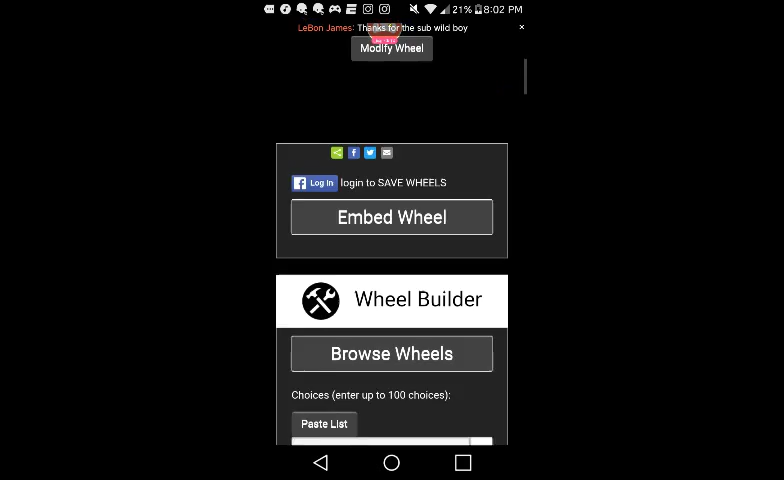 21% 8:02 PM
LeBon James: Thanks for the sub wild boy ×
Modify Wheel
Log In login to SAVE WHEELS
Embed Wheel
Wheel Builder
Browse Wheels
Choices (enter up to 100 choices):
Paste List